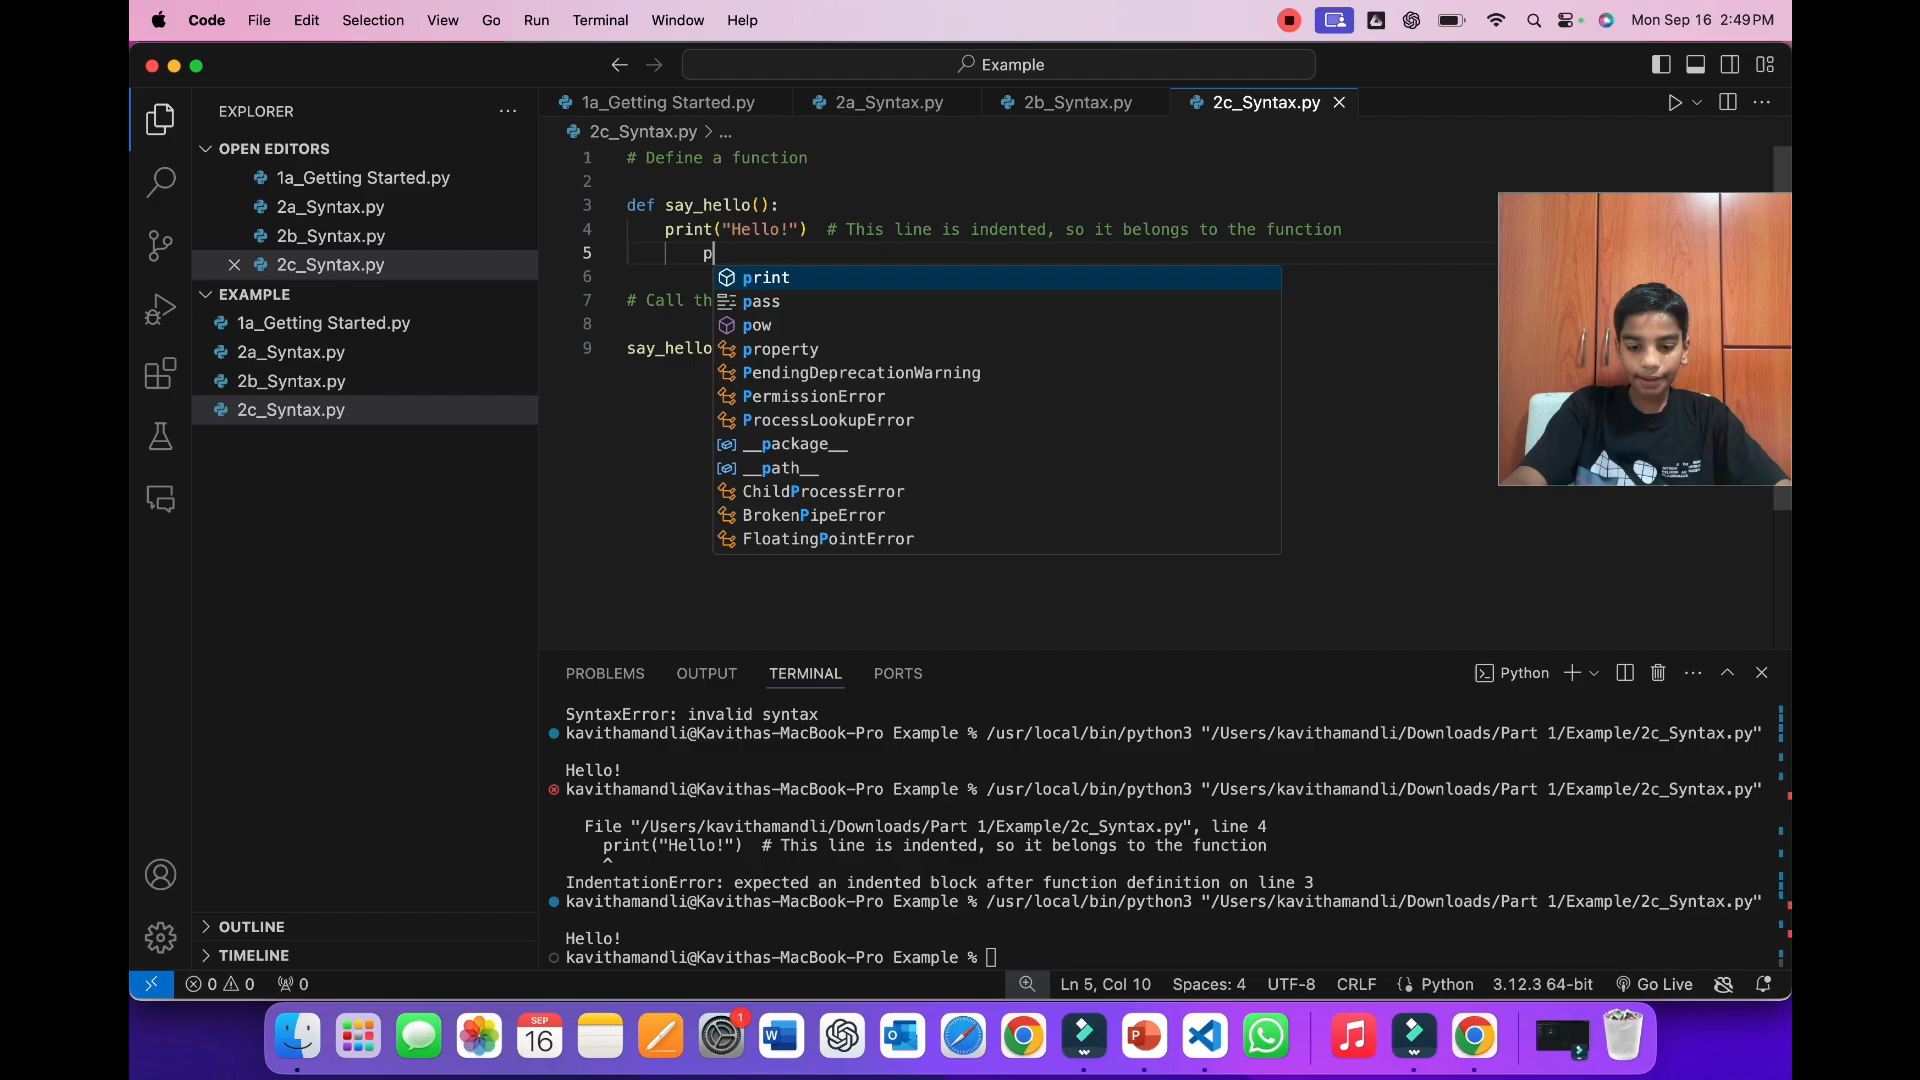 Code File Edit Selection View Go Run Terminal Window Help
Mon Sep 16 2:49 PM
Example
EXPLORER
OPEN EDITORS
1a_Getting Started.py
2a_Syntax.py
2b_Syntax.py
2c_Syntax.py
EXAMPLE
1a_Getting Started.py
2a_Syntax.py
2b_Syntax.py
2c_Syntax.py
OUTLINE
TIMELINE
1a_Getting Started.py 2a_Syntax.py 2b_Syntax.py 2c_Syntax.py
2c_Syntax.py > ...
1 # Define a function
2
3 def say_hello():
4 print("Hello!") # This line is indented, so it belongs to the function
5 p
6
7 # Call th
8
9 say_hello
print
pass
pow
property
PendingDeprecationWarning
PermissionError
ProcessLookupError
__package__
__path__
ChildProcessError
BrokenPipeError
FloatingPointError
PROBLEMS OUTPUT TERMINAL PORTS
Python
SyntaxError: invalid syntax
kavithamandli@Kavithas-MacBook-Pro Example % /usr/local/bin/python3 "/Users/kavithamandli/Downloads/Part 1/Example/2c_Syntax.py"
Hello!
kavithamandli@Kavithas-MacBook-Pro Example % /usr/local/bin/python3 "/Users/kavithamandli/Downloads/Part 1/Example/2c_Syntax.py"
File "/Users/kavithamandli/Downloads/Part 1/Example/2c_Syntax.py", line 4
print("Hello!") # This line is indented, so it belongs to the function
^
IndentationError: expected an indented block after function definition on line 3
kavithamandli@Kavithas-MacBook-Pro Example % /usr/local/bin/python3 "/Users/kavithamandli/Downloads/Part 1/Example/2c_Syntax.py"
Hello!
kavithamandli@Kavithas-MacBook-Pro Example %
0 0 0
Ln 5, Col 10 Spaces: 4 UTF-8 CRLF Python 3.12.3 64-bit Go Live
SEP
16
1